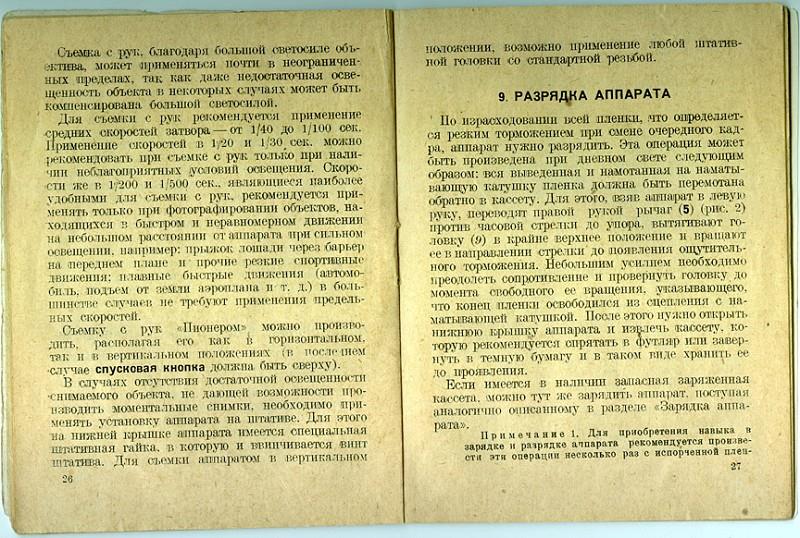 Съемка с рук, благодаря большой светосиле объ-
ектива, может применяться почти в неограничен-
ных пределах, так как даже недостаточная осве-
щенность объекта в некоторых случаях может быть
компенсирована большой светосилой.
Для съемки с рук рекомендуется применение
средних скоростей затвора — от 1/40 до 1/100 сек.
Применение скоростей в 1/20 и 1/30 сек. можно
рекомендовать при съемке с рук только при нали-
чии неблагоприятных условий освещения. Скоро-
сти же в 1/200 и 1/500 сек., являющиеся наиболее
удобными для съемки с рук, рекомендуется при-
менять только при фотографировании объектов, на-
ходящихся в быстром и неравномерном движении
на небольшом расстоянии от аппарата при сильном
освещении, например: прыжок лошади через барьер
на переднем плане и прочие резкие спортивные
движения; плавные быстрые движения (автомо-
биль, подъем от земли аэроплана и т. д.) в боль-
шинстве случаев не требуют применения предель-
ных скоростей.
Съемку с рук «Пионером» можно произво-
дить, располагая его как в горизонтальном,
так и в вертикальном положениях (в последнем
случае спусковая кнопка должна быть сверху).
В случаях отсутствия достаточной освещенности
снимаемого объекта, не дающей возможности про-
изводить моментальные снимки, необходимо при-
менять установку аппарата на штативе. Для этого
на нижней крышке аппарата имеется специальная
штативная гайка, в которую и ввинчивается винт
штатива. Для съемки аппаратом в вертикальном
26
положении, возможно применение любой штатив-
ной головки со стандартной резьбой.
9. РАЗРЯДКА АППАРАТА
По израсходовании всей пленки, что определяет-
ся резким торможением при смене очередного кад-
ра, аппарат нужно разрядить. Эта операция может
быть произведена при дневном свете следующим
образом: вся выведенная и намотанная на наматы-
вающую катушку пленка должна быть перемотана
обратно в кассету. Для этого, взяв аппарат в левую
руку, переводят правой рукой рычаг (5) (рис. 2)
против часовой стрелки до упора, вытягивают го-
ловку (9) в крайне верхнее положение и вращают
ее в направлении стрелки до появления ощутитель-
ного торможения. Небольшим усилием необходимо
преодолеть сопротивление и провернуть головку до
момента свободного ее вращения, указывающего,
что конец пленки освободился из сцепления с на-
матывающей катушкой. После этого нужно открыть
нижнюю крышку аппарата и извлечь кассету, ко-
торую рекомендуется спрятать в футляр или завер-
нуть в темную бумагу и в таком виде хранить ее
до проявления.
Если имеется в наличии запасная заряженная
кассета, можно тут же зарядить аппарат, поступая
аналогично описанному в разделе «Зарядка аппа-
рата».
Примечание 1. Для приобретения навыка в
зарядке и разрядке аппарата рекомендуется произве-
сти эти операции несколько раз с испорченной плен-
27